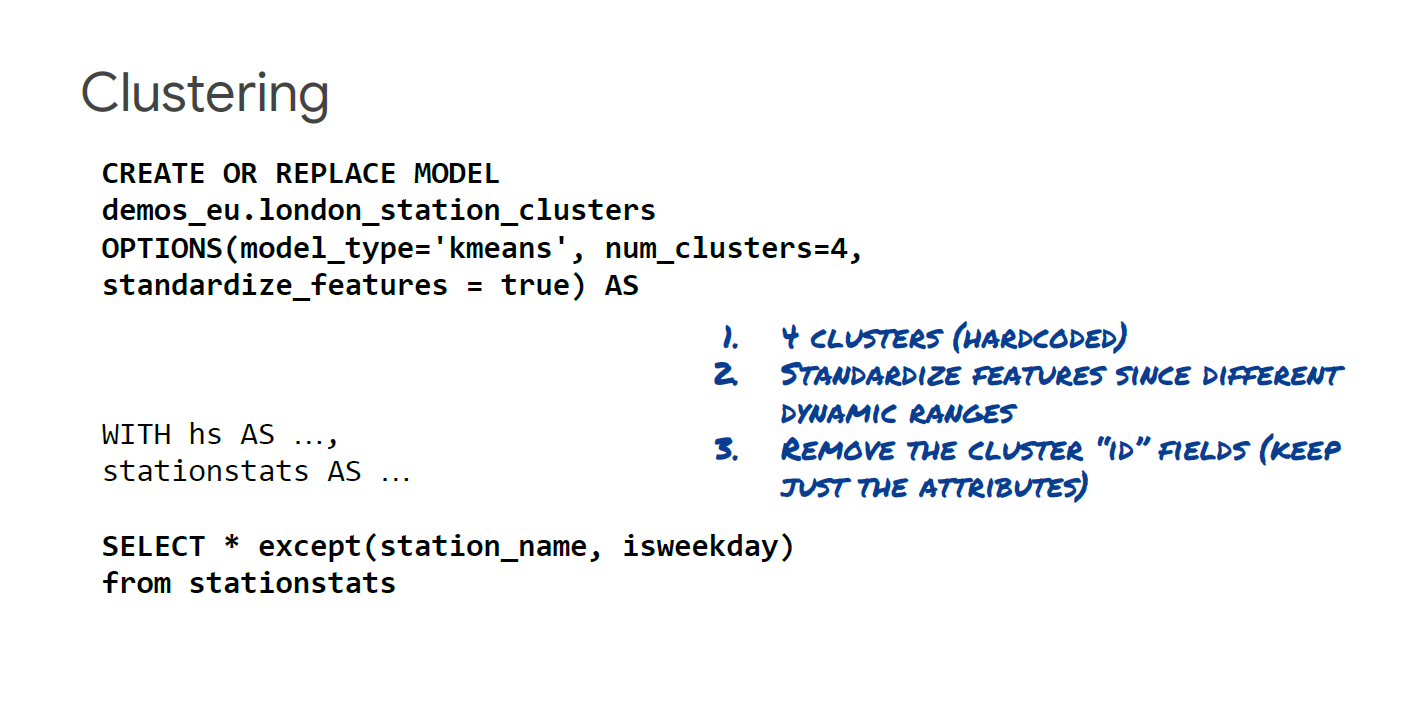 Clustering
CREATE OR REPLACE MODEL
demos_eu.london_station_clusters
OPTIONS(model_type='kmeans', num_clusters=4,
standardize_features = true) AS
1. 4 CLUSTERS (HARDCODED)
2. STANDARDIZE FEATURES SINCE DIFFERENT
DYNAMIC RANGES
3. REMOVE THE CLUSTER “ID” FIELDS (KEEP
JUST THE ATTRIBUTES)
WITH hs AS …,
stationstats AS …
SELECT * except(station_name, isweekday)
from stationstats